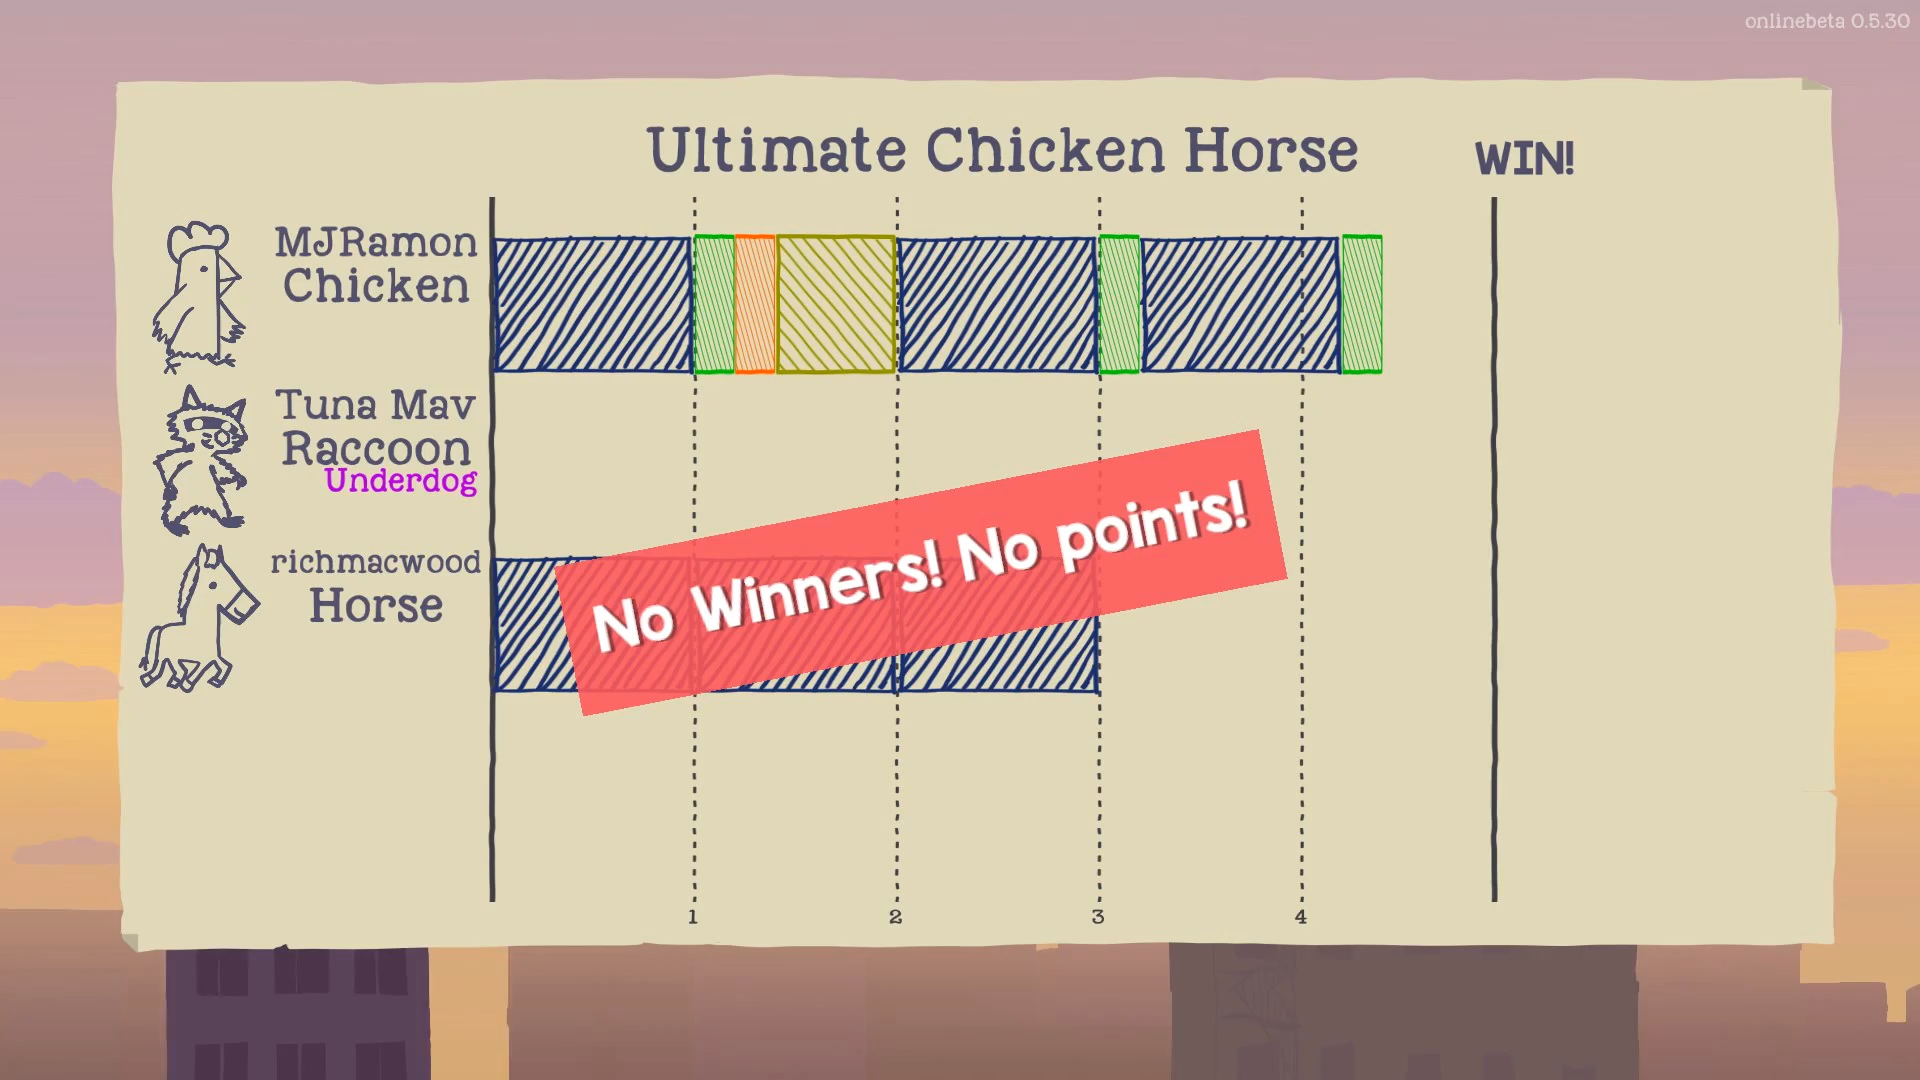 onlinebeta 0.5.30
Ultimate Chicken Horse
WIN!
MJRamon
Chicken
Tuna Mav
Raccoon
Underdog
richmacwood
Horse
No Winners! No points!
1 2 3 4